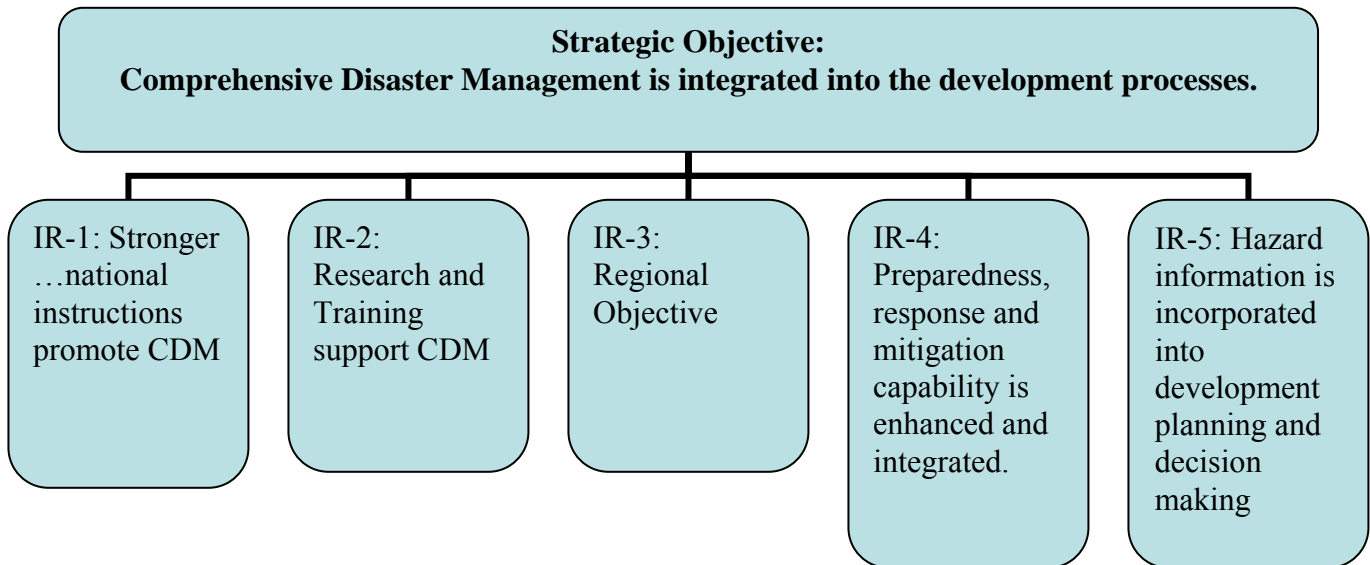 Strategic Objective:
Comprehensive Disaster Management is integrated into the development processes.
IR-1: Stronger
…national
instructions
promote CDM
IR-2:
Research and
Training
support CDM
IR-3:
Regional
Objective
IR-4:
Preparedness,
response and
mitigation
capability is
enhanced and
integrated.
IR-5: Hazard
information is
incorporated
into
development
planning and
decision
making